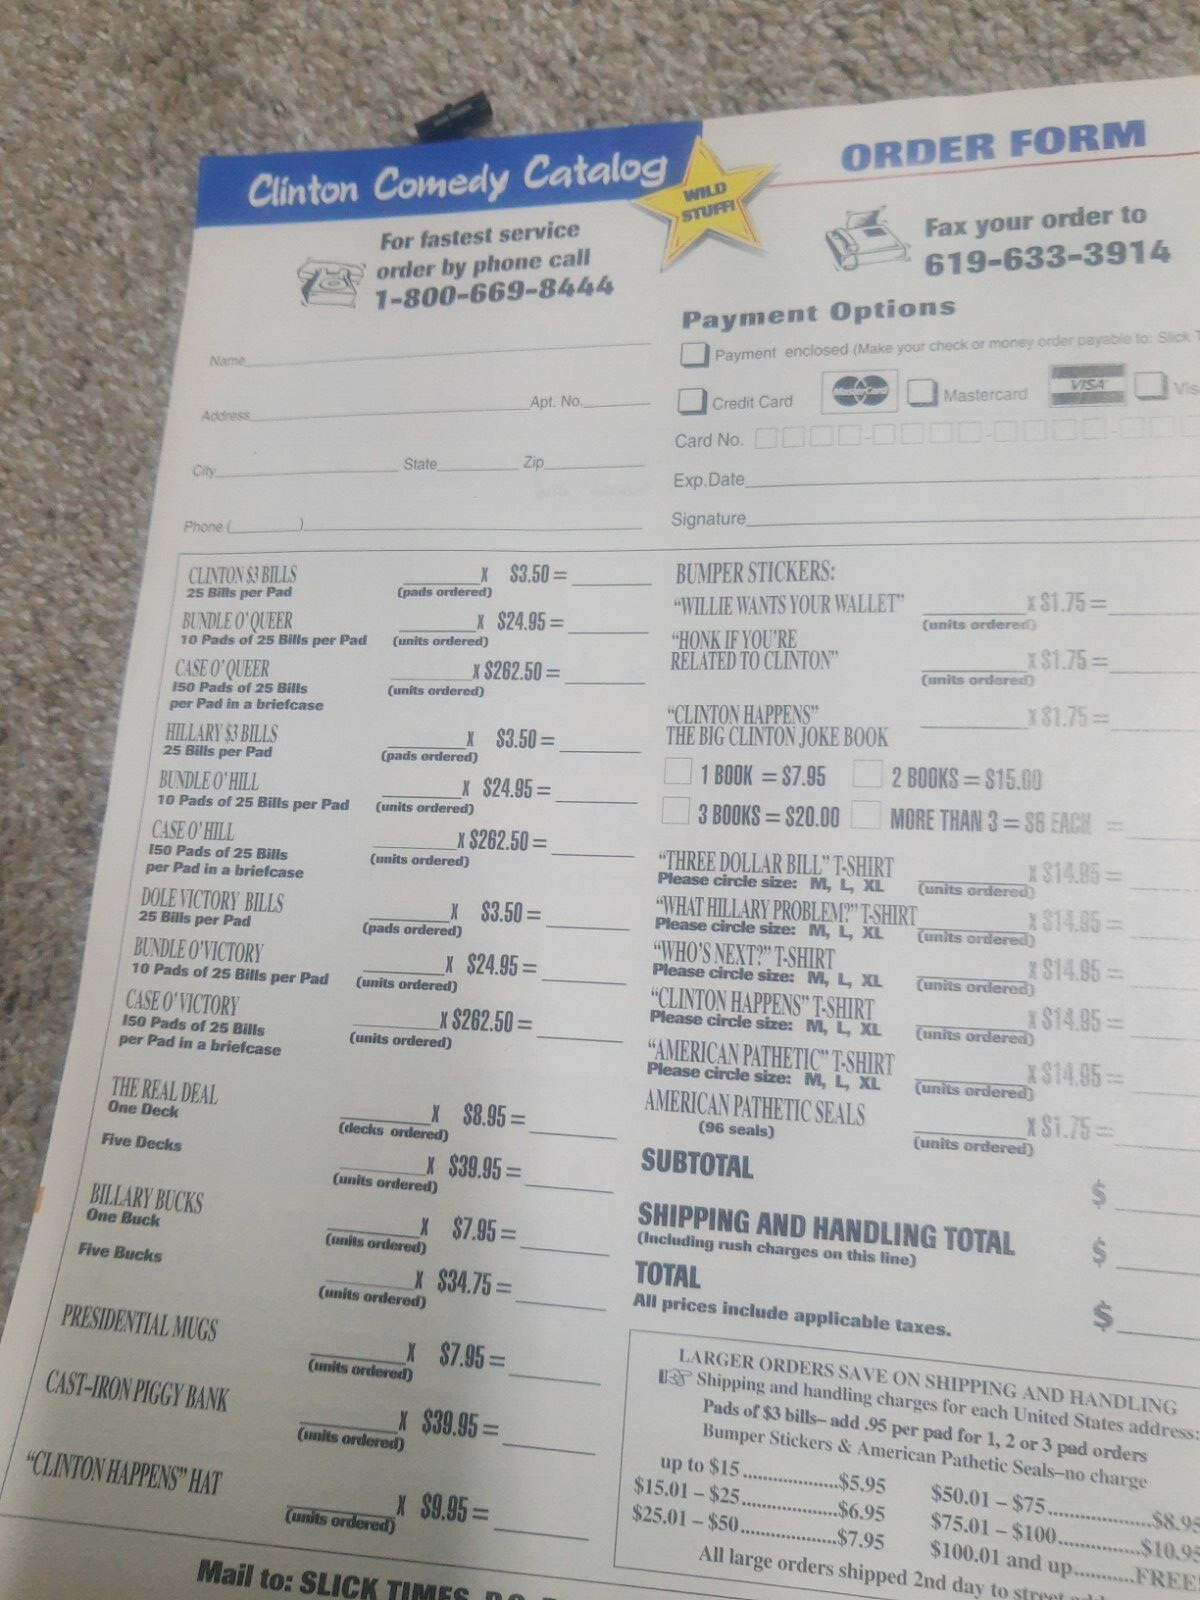 Clinton Comedy Catalog
WILD
STUFF!
ORDER FORM
For fastest service
order by phone call
1-800-669-8444
Fax your order to
619-633-3914
Name
Address Apt. No.
City State Zip
Phone ( )
Payment Options
Payment enclosed (Make your check or money order payable to: Slick
Credit Card MasterCard Mastercard VISA
Card No. - - -
Exp.Date
Signature
CLINTON $3 BILLS X $3.50 =
25 Bills per Pad (pads ordered)
BUNDLE O' QUEER X $24.95 =
10 Pads of 25 Bills per Pad (units ordered)
CASE O' QUEER X $262.50 =
150 Pads of 25 Bills (units ordered)
per Pad in a briefcase
HILLARY $3 BILLS X $3.50 =
25 Bills per Pad (pads ordered)
BUNDLE O' HILL X $24.95 =
10 Pads of 25 Bills per Pad (units ordered)
CASE O' HILL X $262.50 =
150 Pads of 25 Bills (units ordered)
per Pad in a briefcase
DOLE VICTORY BILLS X $3.50 =
25 Bills per Pad (pads ordered)
BUNDLE O'VICTORY X $24.95 =
10 Pads of 25 Bills per Pad (units ordered)
CASE O' VICTORY X $262.50 =
150 Pads of 25 Bills (units ordered)
per Pad in a briefcase
THE REAL DEAL
One Deck X $8.95 =
(decks ordered)
Five Decks X $39.95 =
(units ordered)
BILLARY BUCKS
One Buck X $7.95 =
(units ordered)
Five Bucks X $34.75 =
(units ordered)
PRESIDENTIAL MUGS X $7.95 =
(units ordered)
CAST-IRON PIGGY BANK X $39.95 =
(units ordered)
"CLINTON HAPPENS" HAT X $9.95 =
(units ordered)
BUMPER STICKERS:
"WILLIE WANTS YOUR WALLET" X $1.75 =
(units ordered)
"HONK IF YOU'RE
RELATED TO CLINTON" X $1.75 =
(units ordered)
"CLINTON HAPPENS" X $1.75 =
THE BIG CLINTON JOKE BOOK
1 BOOK = $7.95 2 BOOKS = $15.00
3 BOOKS = $20.00 MORE THAN 3 = $6 EACH =
"THREE DOLLAR BILL" T-SHIRT X $14.95 =
Please circle size: M, L, XL (units ordered)
"WHAT HILLARY PROBLEM?" T-SHIRT X $14.95 =
Please circle size: M, L, XL (units ordered)
"WHO'S NEXT?" T-SHIRT X $14.95 =
Please circle size: M, L, XL (units ordered)
"CLINTON HAPPENS" T-SHIRT X $14.95 =
Please circle size: M, L, XL (units ordered)
"AMERICAN PATHETIC" T-SHIRT X $14.95 =
Please circle size: M, L, XL (units ordered)
AMERICAN PATHETIC SEALS X $1.75 =
(96 seals) (units ordered)
SUBTOTAL $
SHIPPING AND HANDLING TOTAL $
(Including rush charges on this line)
TOTAL $
All prices include applicable taxes.
LARGER ORDERS SAVE ON SHIPPING AND HANDLING
Shipping and handling charges for each United States address:
Pads of $3 bills– add .95 per pad for 1, 2 or 3 pad orders
Bumper Stickers & American Pathetic Seals–no charge
up to $15..................$5.95 $50.01 – $75..................$8.95
$15.01 – $25..............$6.95 $75.01 – $100..............$10.95
$25.01 – $50..............$7.95 $100.01 and up...........FREE!
All large orders shipped 2nd day to street
Mail to: SLICK TIMES, P.O.